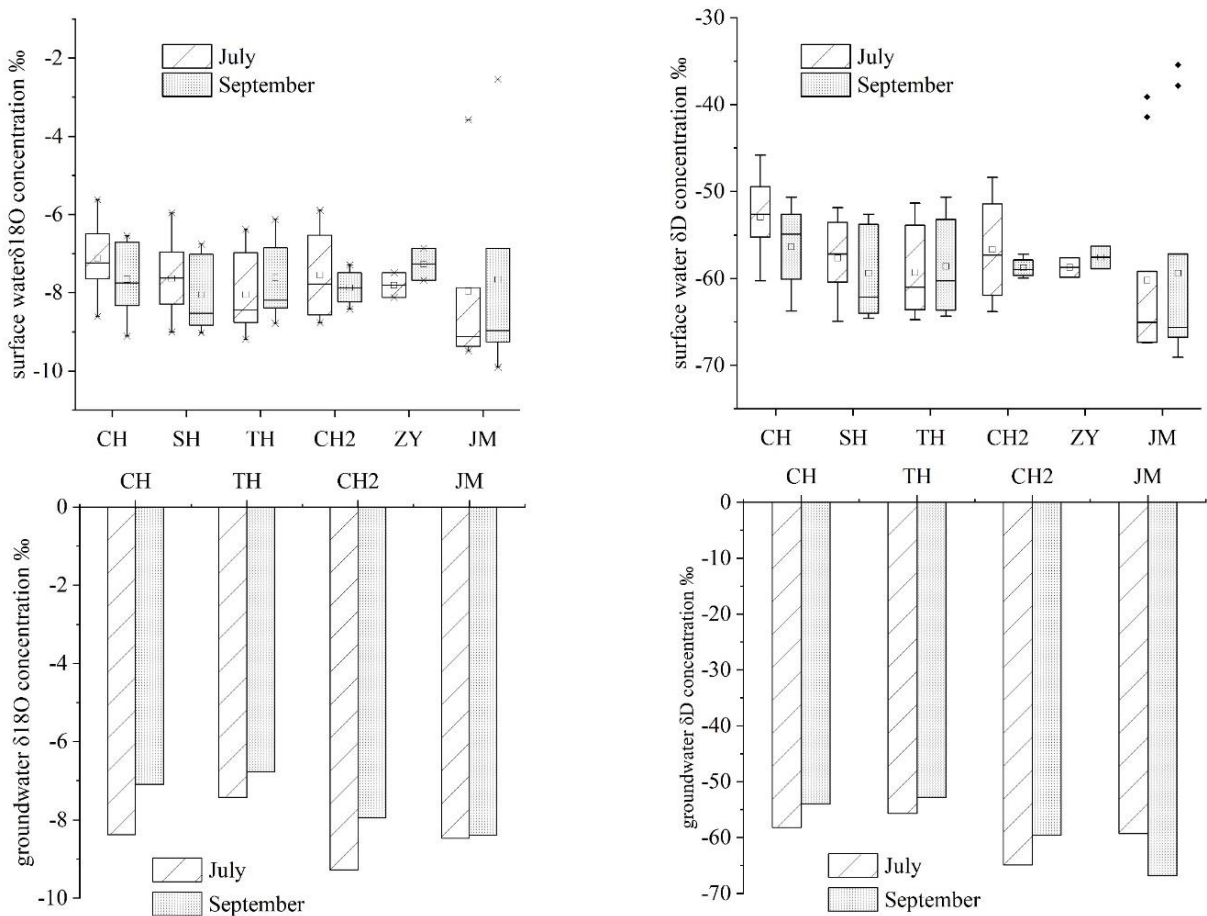 surface waterδ18O concentration ‰
-2
-4
-6
-8
-10
July
September
CH SH TH CH2 ZY JM
surface water δD concentration ‰
-30
-40
-50
-60
-70
July
September
CH SH TH CH2 ZY JM
groundwater δ18O concentration ‰
CH TH CH2 JM
0
-2
-4
-6
-8
-10
July
September
groundwater δD concentration ‰
CH TH CH2 JM
0
-10
-20
-30
-40
-50
-60
-70
July
September